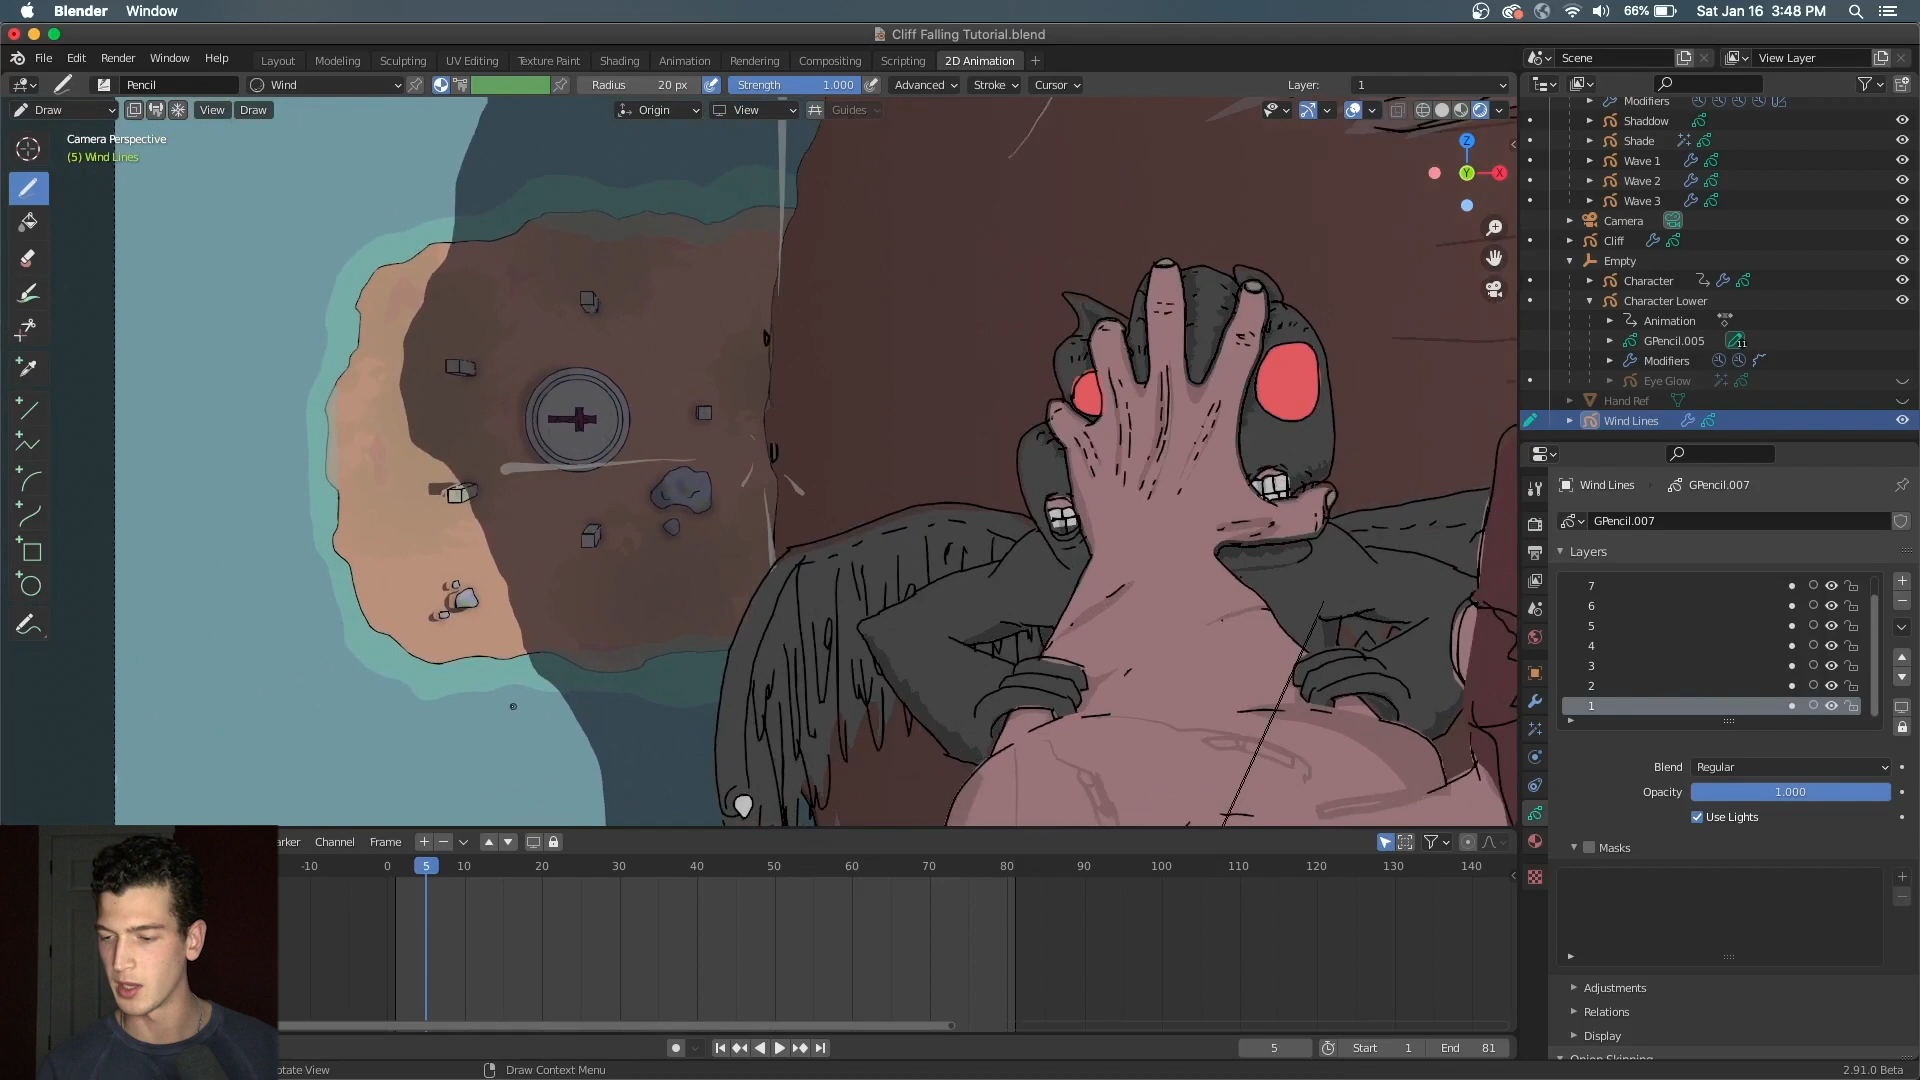 Blender Window 66% Sat Jan 16 3:48 PM
Cliff Falling Tutorial.blend
File Edit Render Window Help Layout Modeling Sculpting UV Editing Texture Paint Shading Animation Rendering Compositing Scripting 2D Animation + Scene View Layer
Pencil Wind Radius 20 px Strength 1.000 Advanced Stroke Cursor Layer: 1
Draw View Draw Origin View Guides
Camera Perspective
(5) Wind Lines
Z
Y X
Modifiers
Shaddow
Shade
Wave 1
Wave 2
Wave 3
Camera
Cliff
Empty
Character
Character Lower
Animation
GPencil.005 11
Modifiers
Eye Glow
Hand Ref
Wind Lines
Wind Lines GPencil.007
GPencil.007
Layers
7
6
5
4
3
2
1
Blend Regular
Opacity 1.000
Use Lights
Masks
Adjustments
Relations
Display
arker Channel Frame
-10 0 5 10 20 30 40 50 60 70 80 90 100 110 120 130 140
5 Start 1 End 81
otate View Draw Context Menu 2.91.0 Beta